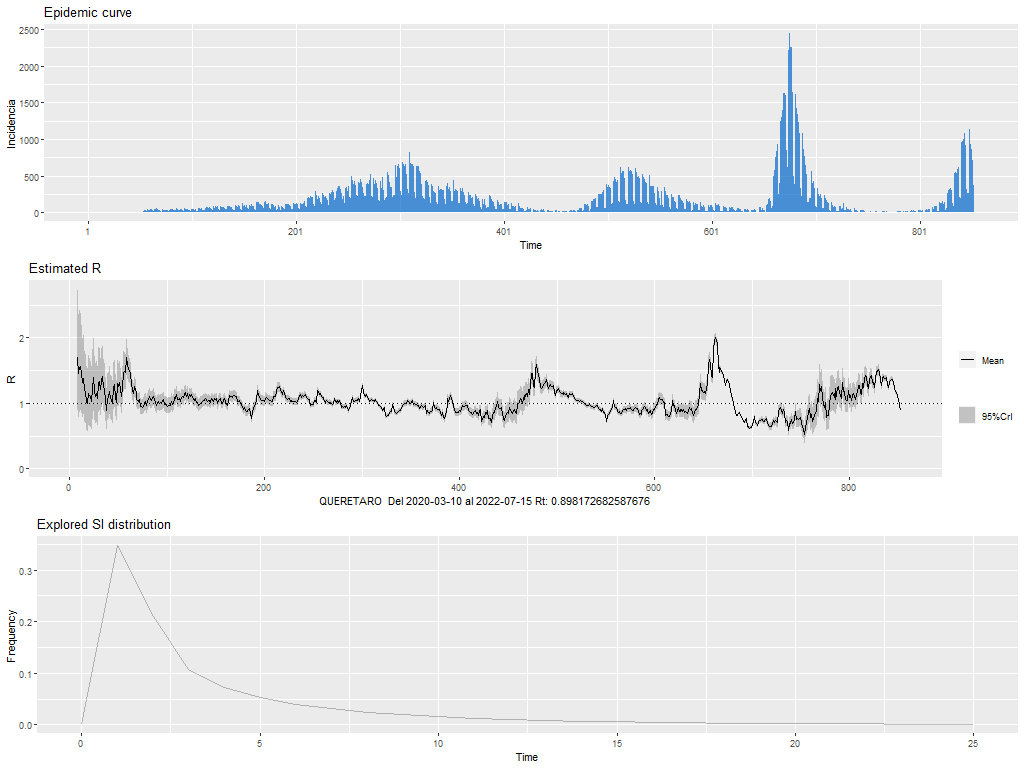 Epidemic curve
2500
2000
1500
1000
500
0
Incidencia
1
201
401
601
801
Time
Estimated R
2
1
0
R
0
200
400
600
800
QUERETARO Del 2020-03-10 al 2022-07-15 Rt: 0.898172682587676
Mean
95%CrI
Explored SI distribution
0.3
0.2
0.1
0.0
Frequency
0
5
10
15
20
25
Time